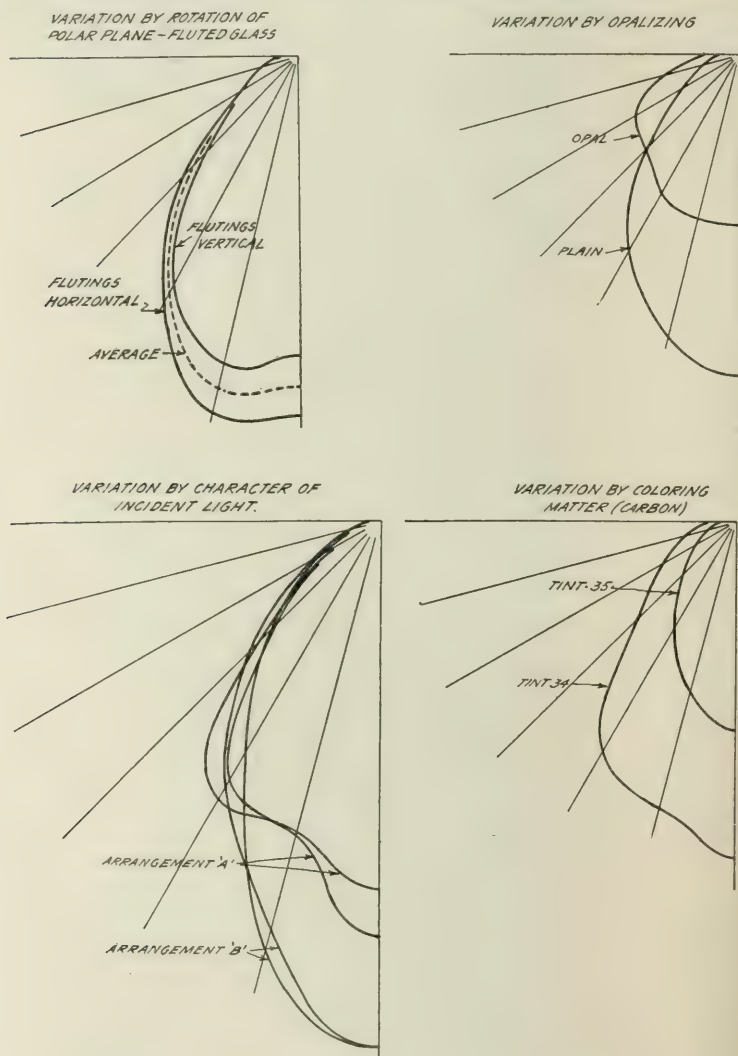 VARIATION BY ROTATION OF
POLAR PLANE - FLUTED GLASS
FLUTINGS
VERTICAL
FLUTINGS
HORIZONTAL
AVERAGE
VARIATION BY OPALIZING
OPAL
PLAIN
VARIATION BY CHARACTER OF
INCIDENT LIGHT.
ARRANGEMENT 'A'
ARRANGEMENT 'B'
VARIATION BY COLORING
MATTER (CARBON)
TINT-35
TINT 34